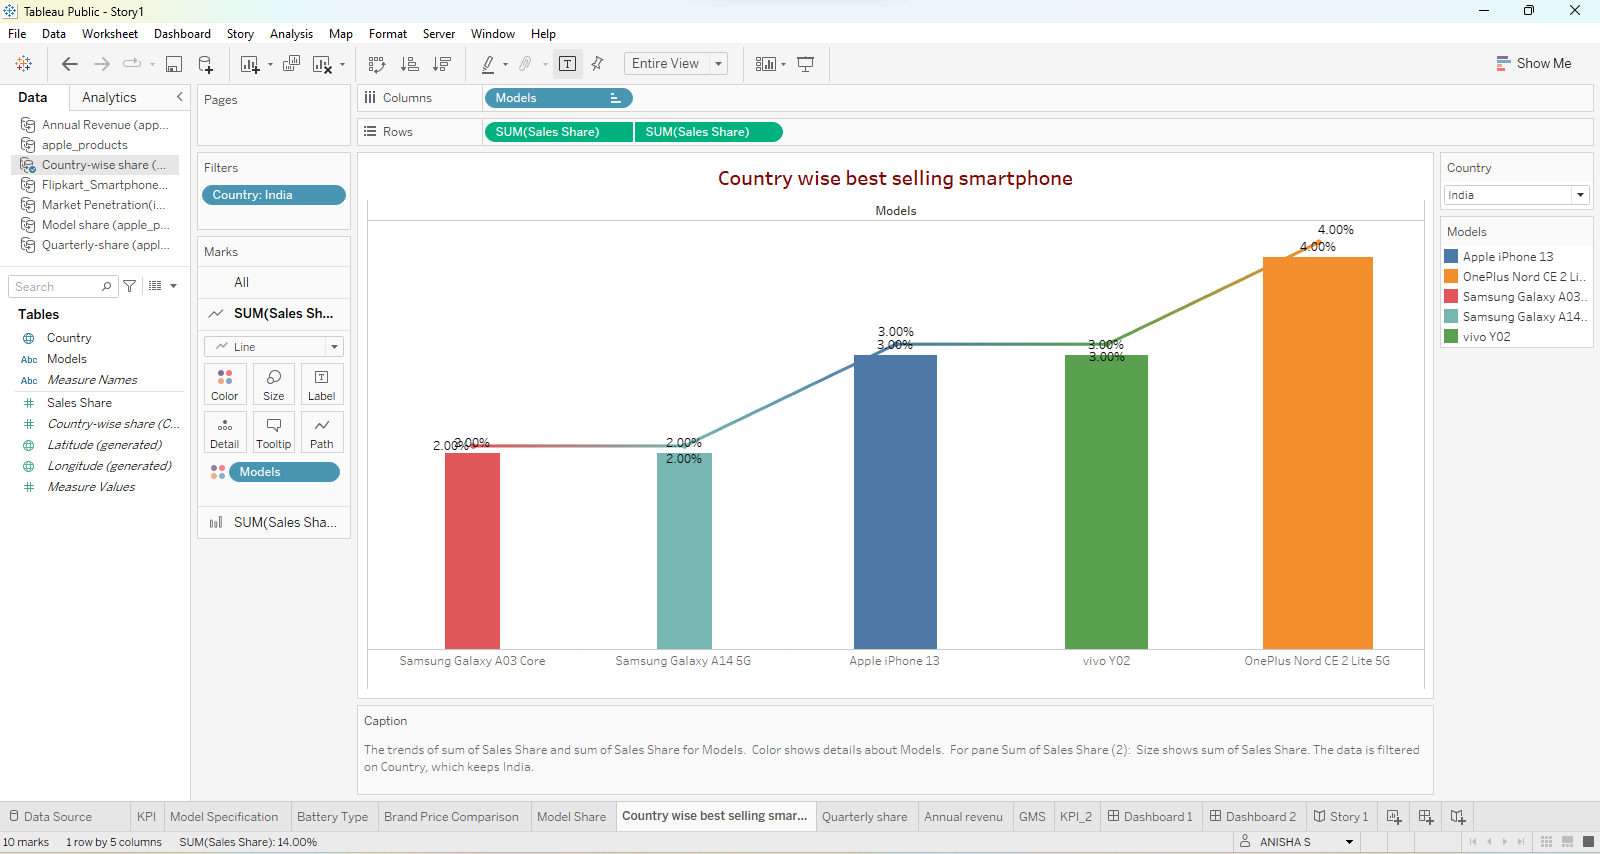 Tableau Public - Story1
File Data Worksheet Dashboard Story Analysis Map Format Server Window Help
Entire View
Show Me
Data Analytics
Annual Revenue (app...
apple_products
Country-wise share (...
Flipkart_Smartphone...
Market Penetration(i...
Model share (apple_p...
Quarterly-share (appl...
Search
Tables
Country
Abc Models
Abc Measure Names
Sales Share
Country-wise share (C...
Latitude (generated)
Longitude (generated)
Measure Values
Pages
Filters
Country: India
Marks
All
SUM(Sales Sh...
Line
Color Size Label
Detail Tooltip Path
Models
SUM(Sales Sha...
Columns Models
Rows SUM(Sales Share) SUM(Sales Share)
Country wise best selling smartphone
Models
4.00%
4.00%
3.00%
3.00%
3.00%
3.00%
2.00% 2.00%
2.00%
2.00%
Samsung Galaxy A03 Core Samsung Galaxy A14 5G Apple iPhone 13 vivo Y02 OnePlus Nord CE 2 Lite 5G
Caption
The trends of sum of Sales Share and sum of Sales Share for Models. Color shows details about Models. For pane Sum of Sales Share (2): Size shows sum of Sales Share. The data is filtered
on Country, which keeps India.
Country
India
Models
Apple iPhone 13
OnePlus Nord CE 2 Li..
Samsung Galaxy A03..
Samsung Galaxy A14..
vivo Y02
Data Source KPI Model Specification Battery Type Brand Price Comparison Model Share Country wise best selling smar... Quarterly share Annual revenu GMS KPI_2 Dashboard 1 Dashboard 2 Story 1
10 marks 1 row by 5 columns SUM(Sales Share): 14.00% ANISHA S